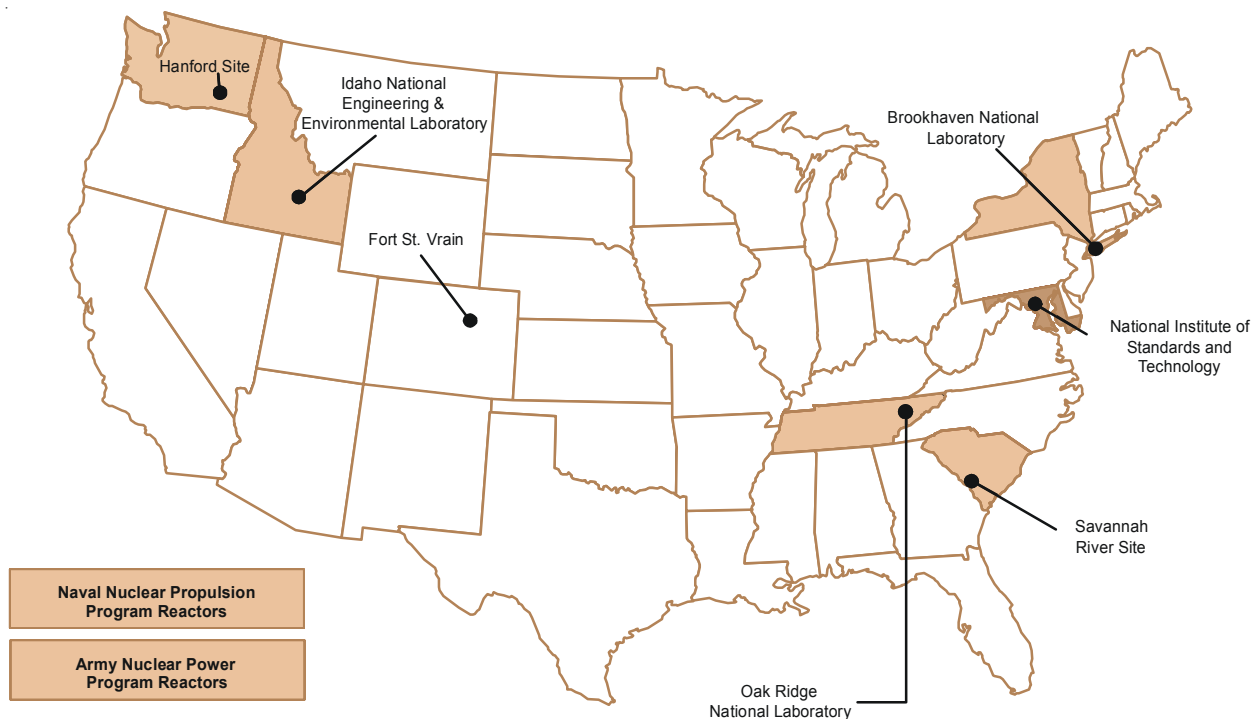 Hanford Site
Idaho National
Engineering &
Environmental Laboratory
Brookhaven National
Laboratory
Fort St. Vrain
National Institute of
Standards and
Technology
Savannah
River Site
Naval Nuclear Propulsion
Program Reactors
Army Nuclear Power
Program Reactors
Oak Ridge
National Laboratory